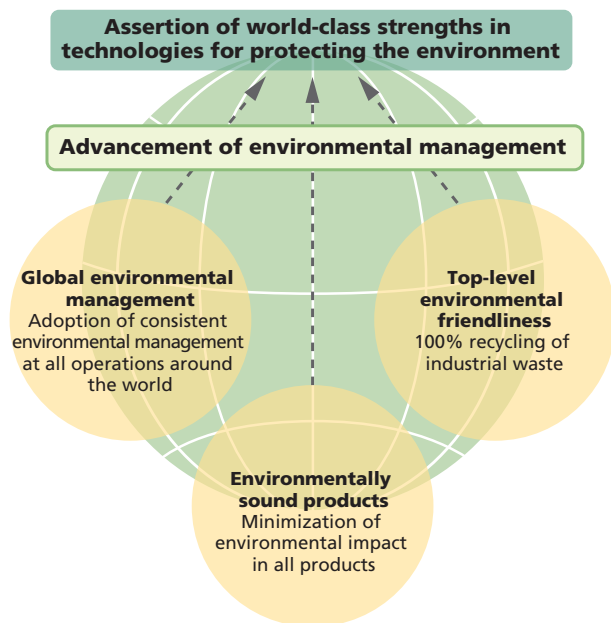 Assertion of world-class strengths in
technologies for protecting the environment
Advancement of environmental management
Global environmental
management
Adoption of consistent
environmental management
at all operations around
the world
Top-level
environmental
friendliness
100% recycling of
industrial waste
Environmentally
sound products
Minimization of
environmental impact
in all products